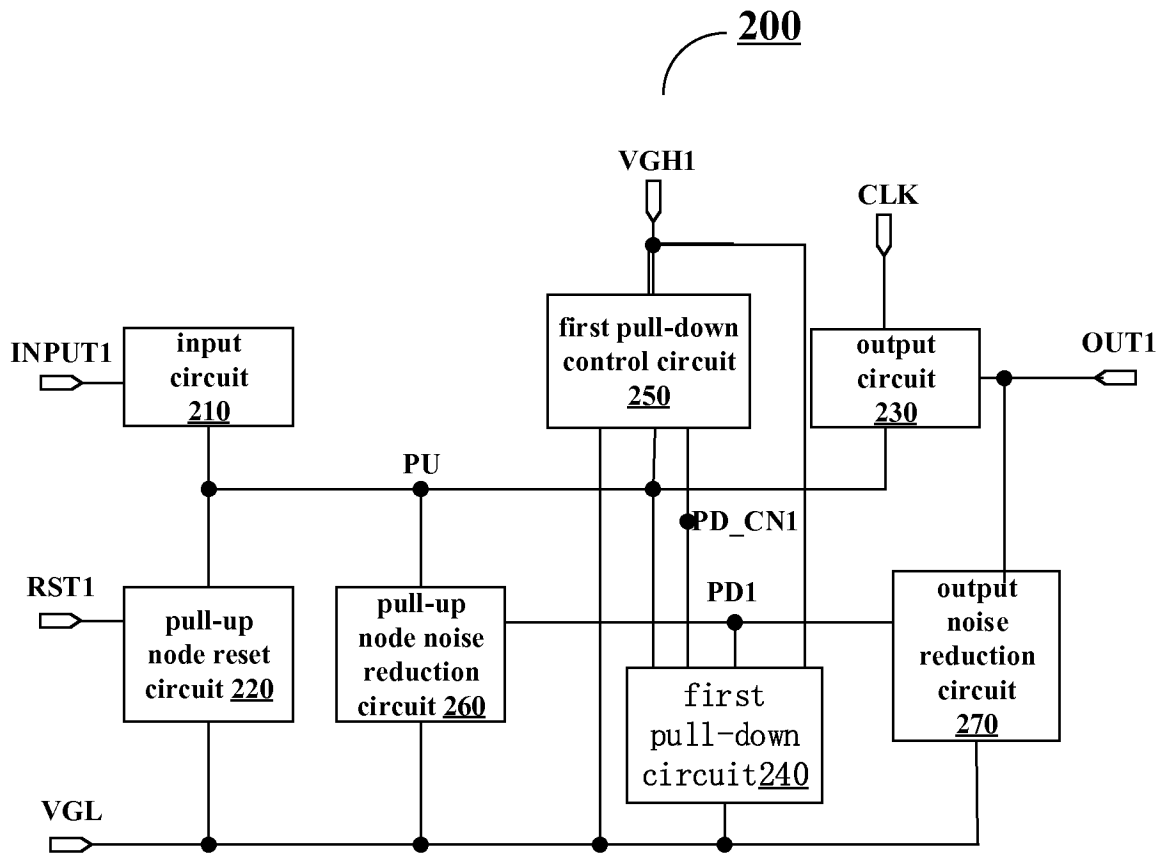 200
VGH1
CLK
INPUT1
input
circuit
210
first pull-down
control circuit
250
output
circuit
230
OUT1
PU
PD_CN1
RST1
pull-up
node reset
circuit 220
pull-up
node noise
reduction
circuit 260
PD1
first
pull-down
circuit240
output
noise
reduction
circuit
270
VGL